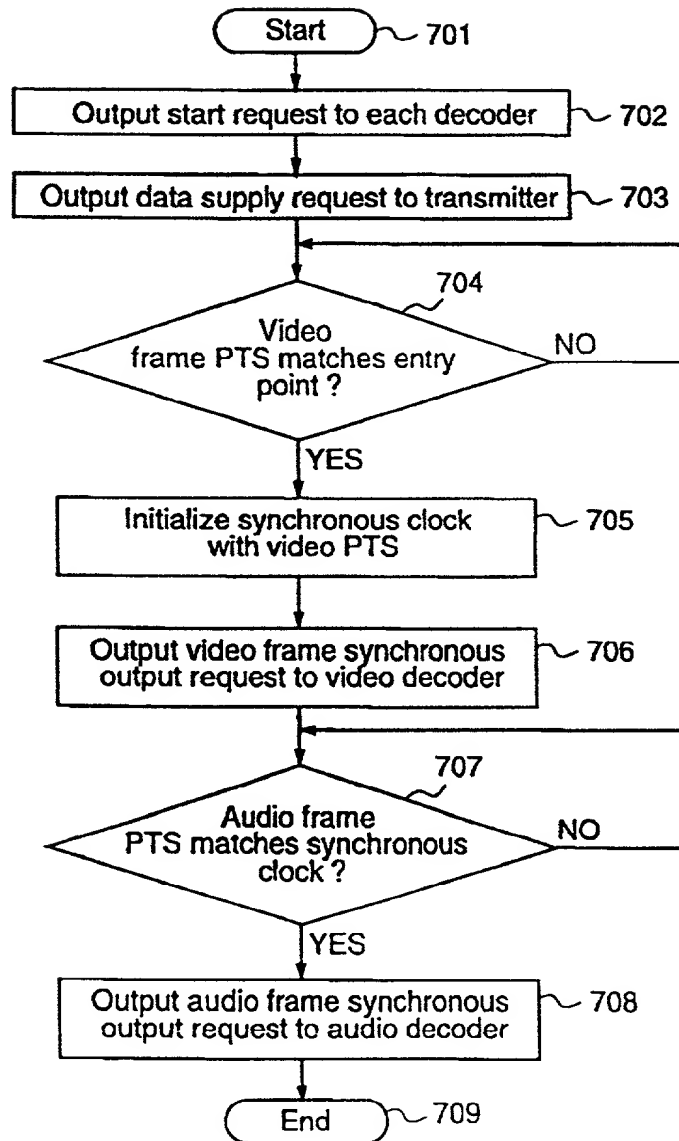 Start
701
Output start request to each decoder
702
Output data supply request to transmitter
703
704
Video
frame PTS matches entry
point ?
NO
YES
Initialize synchronous clock
with video PTS
705
Output video frame synchronous
output request to video decoder
706
707
Audio frame
PTS matches synchronous
clock ?
NO
YES
Output audio frame synchronous
output request to audio decoder
708
End
709